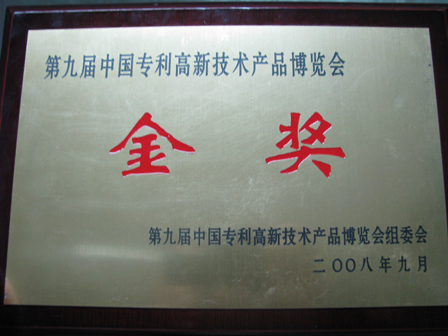 第九届中国专利高新技术产品博览会
金奖
第九届中国专利高新技术产品博览会组委会
二〇〇八年九月